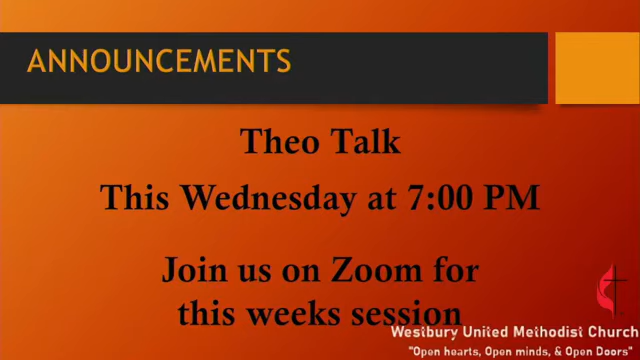 ANNOUNCEMENTS
Theo Talk
This Wednesday at 7:00 PM
Join us on Zoom for
this weeks session
Westbury United Methodist Church
"Open hearts, Open minds, & Open Doors"